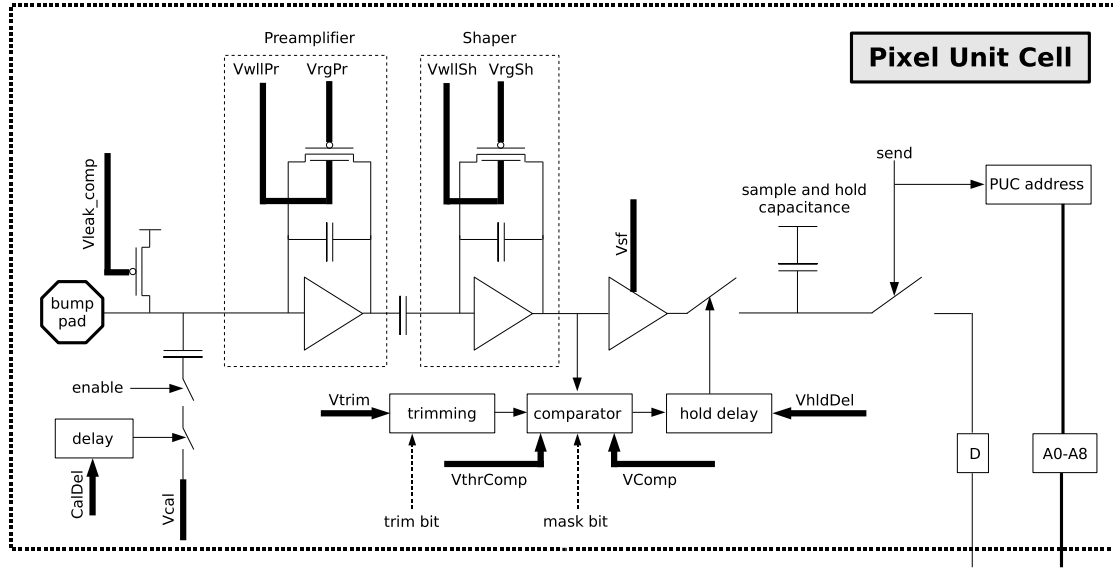 Preamplifier
Shaper
Pixel Unit Cell
VwllPr
VrgPr
VwllSh
VrgSh
Vleak_comp
send
PUC address
sample and hold
capacitance
Vsf
bump
pad
enable
Vtrim
trimming
comparator
hold delay
VhldDel
delay
D
A0-A8
CalDel
Vcal
VthrComp
VComp
trim bit
mask bit